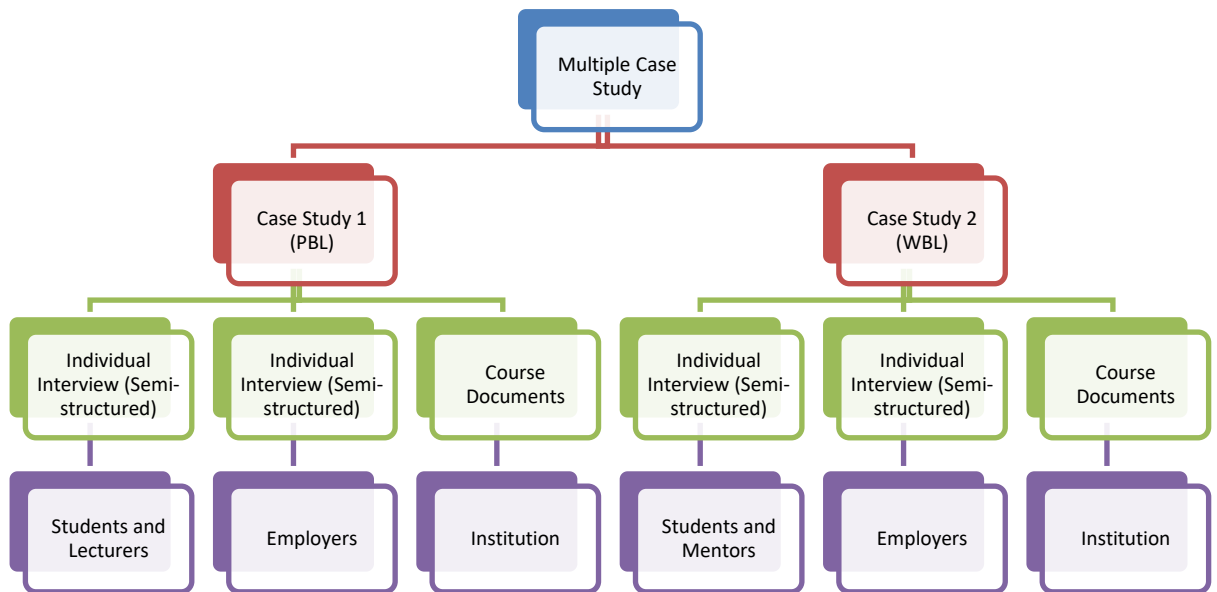 Multiple Case
Study
Case Study 1
(PBL)
Case Study 2
(WBL)
Individual
Interview (Semi-
structured)
Individual
Interview (Semi-
structured)
Course
Documents
Individual
Interview (Semi-
structured)
Individual
Interview (Semi-
structured)
Course
Documents
Students and
Lecturers
Employers
Institution
Students and
Mentors
Employers
Institution